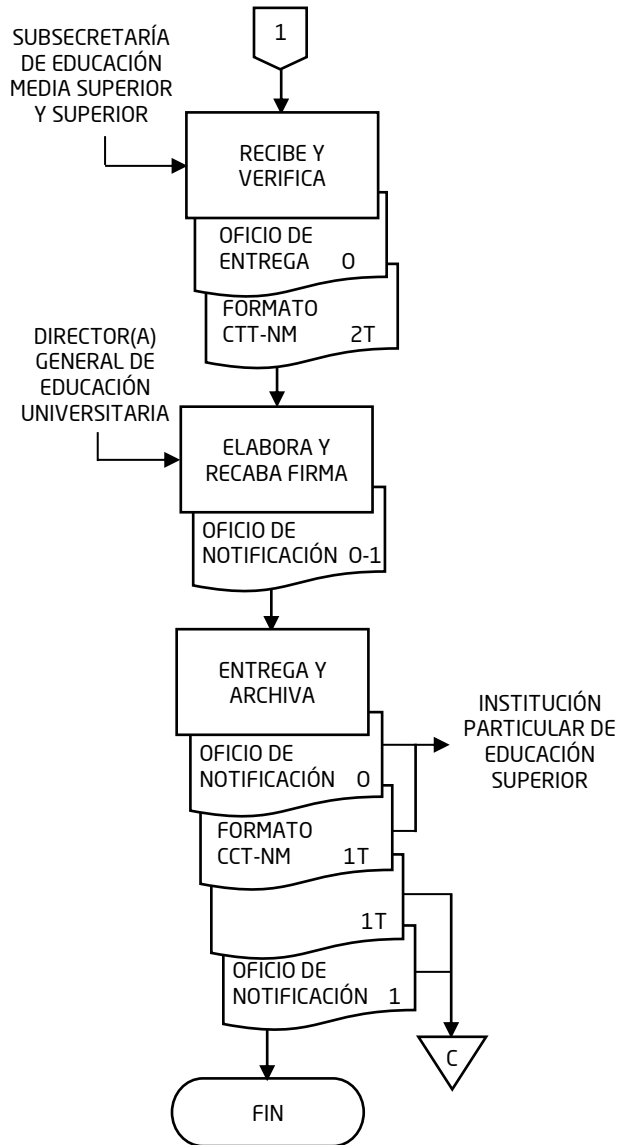 1
SUBSECRETARÍA
DE EDUCACIÓN
MEDIA SUPERIOR
Y SUPERIOR
RECIBE Y
VERIFICA
OFICIO DE
ENTREGA 0
FORMATO
CTT-NM 2T
DIRECTOR(A)
GENERAL DE
EDUCACIÓN
UNIVERSITARIA
ELABORA Y
RECABA FIRMA
OFICIO DE
NOTIFICACIÓN 0-1
ENTREGA Y
ARCHIVA
INSTITUCIÓN
PARTICULAR DE
EDUCACIÓN
SUPERIOR
OFICIO DE
NOTIFICACIÓN 0
FORMATO
CCT-NM 1T
1T
OFICIO DE
NOTIFICACIÓN 1
C
FIN